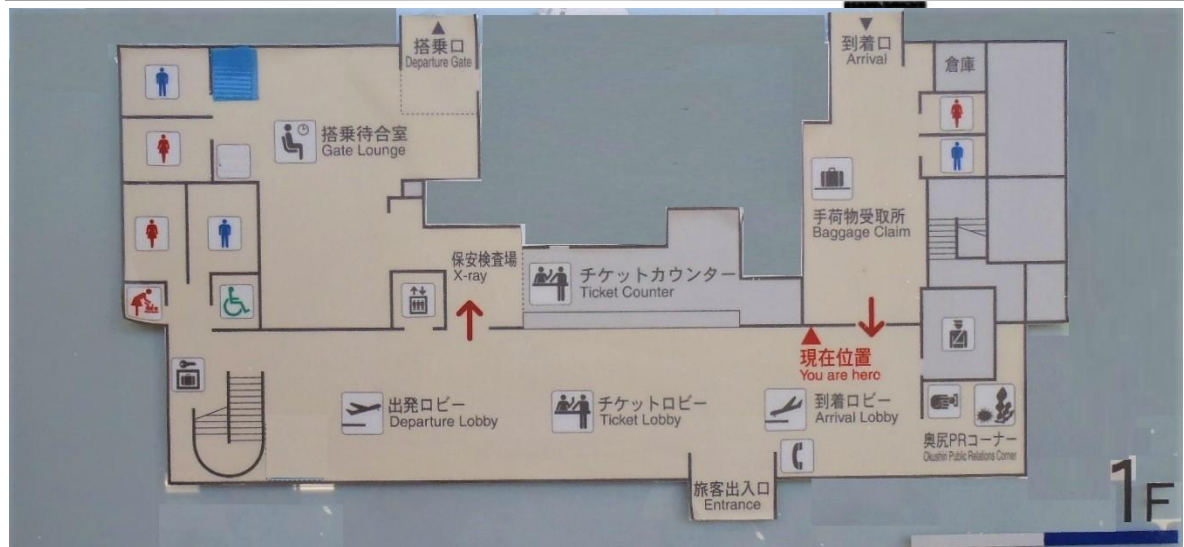 搭乗口
Departure Gate
到着口
Arrival
倉庫
搭乗待合室
Gate Lounge
手荷物受取所
Baggage Claim
保安検査場
X-ray
チケットカウンター
Ticket Counter
現在位置
You are here
出発ロビー
Departure Lobby
チケットロビー
Ticket Lobby
到着ロビー
Arrival Lobby
奥尻PRコーナー
Okushiri Public Relations Corner
旅客出入口
Entrance
1F